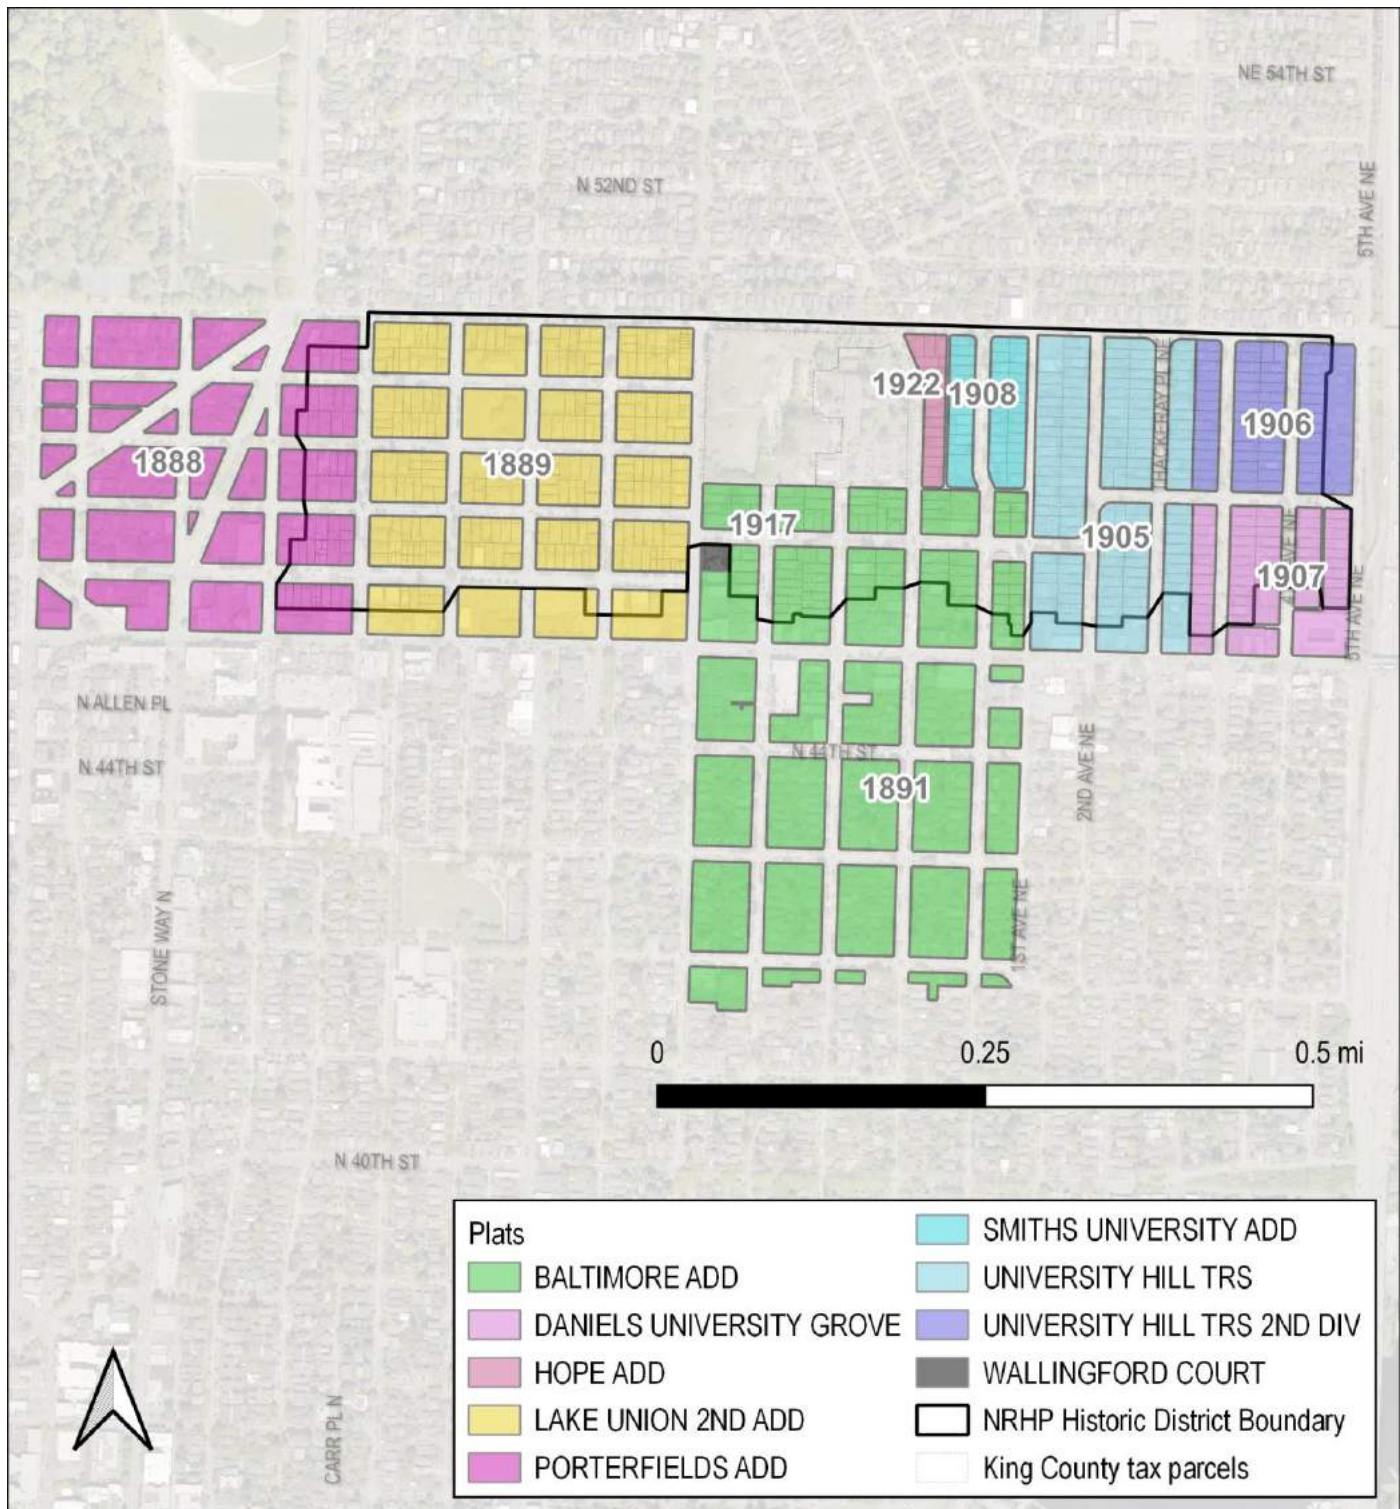 NE 54TH ST
N 52ND ST
5TH AVE NE
1922
1908
THACKERAY PL NE
1906
1888
1889
1917
1905
1907
5TH AVE NE
N ALLEN PL
N 44TH ST
N 44TH ST
1891
2ND AVE NE
STONE WAY N
1ST AVE NE
0 0.25 0.5 mi
N 40TH ST
CARR PL N
Plats
BALTIMORE ADD
DANIELS UNIVERSITY GROVE
HOPE ADD
LAKE UNION 2ND ADD
PORTERFIELDS ADD
SMITHS UNIVERSITY ADD
UNIVERSITY HILL TRS
UNIVERSITY HILL TRS 2ND DIV
WALLINGFORD COURT
NRHP Historic District Boundary
King County tax parcels